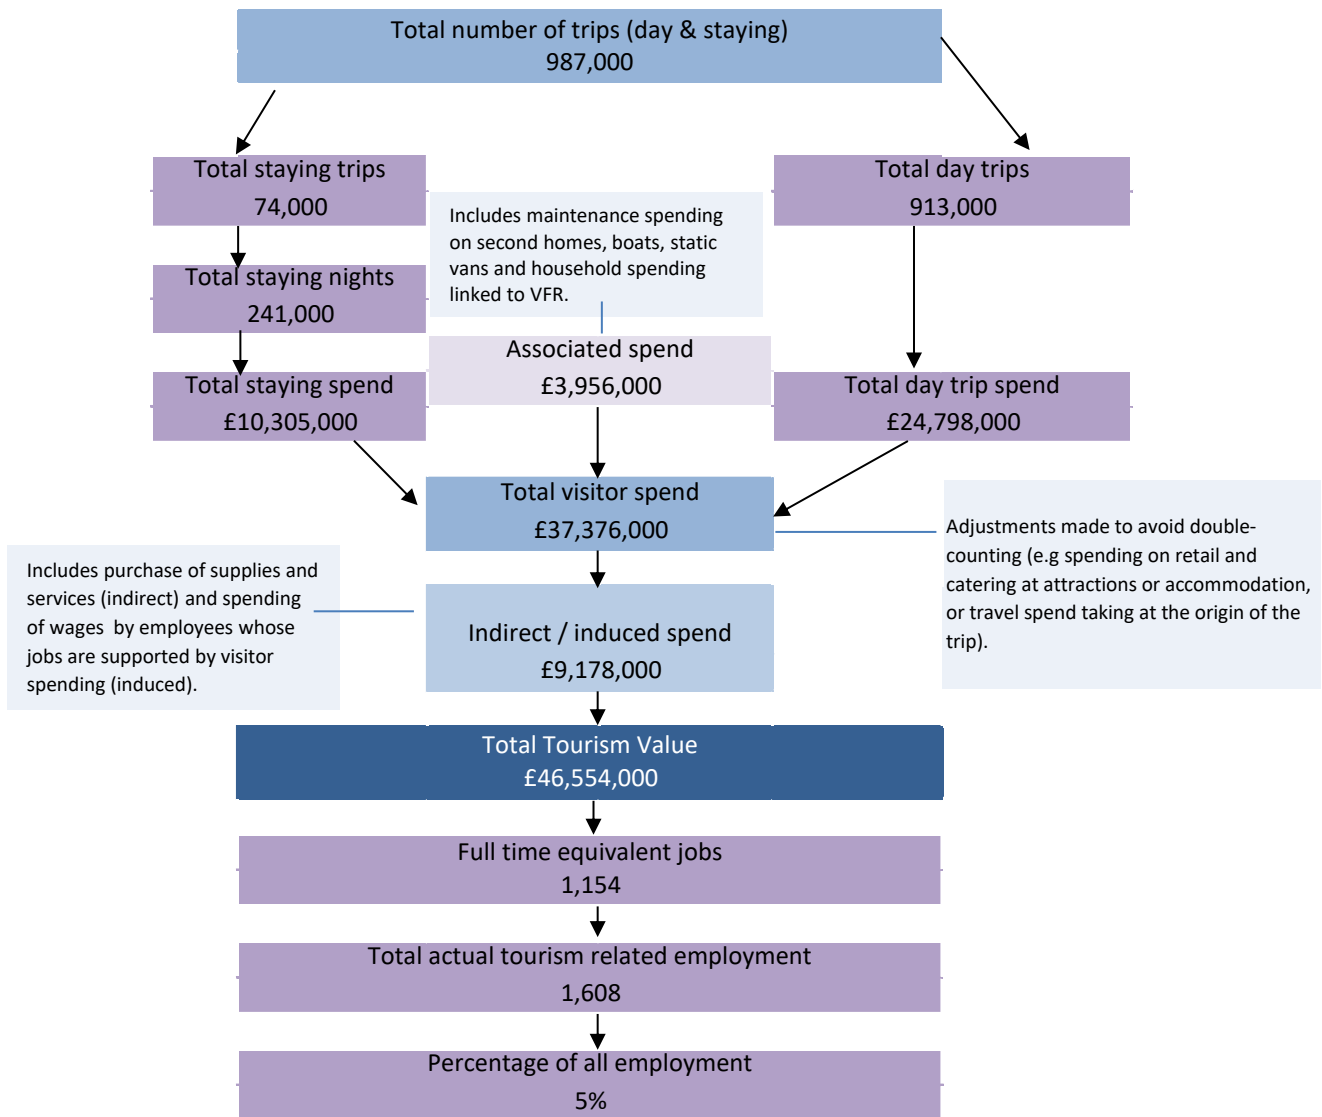 Total number of trips (day & staying)
987,000
Total staying trips
74,000
Total day trips
913,000
Includes maintenance spending
on second homes, boats, static
vans and household spending
linked to VFR.
Total staying nights
241,000
Associated spend
£3,956,000
Total staying spend
£10,305,000
Total day trip spend
£24,798,000
Total visitor spend
£37,376,000
Adjustments made to avoid double-
counting (e.g spending on retail and
catering at attractions or accommodation,
or travel spend taking at the origin of the
trip).
Includes purchase of supplies and
services (indirect) and spending
of wages by employees whose
jobs are supported by visitor
spending (induced).
Indirect / induced spend
£9,178,000
Total Tourism Value
£46,554,000
Full time equivalent jobs
1,154
Total actual tourism related employment
1,608
Percentage of all employment
5%